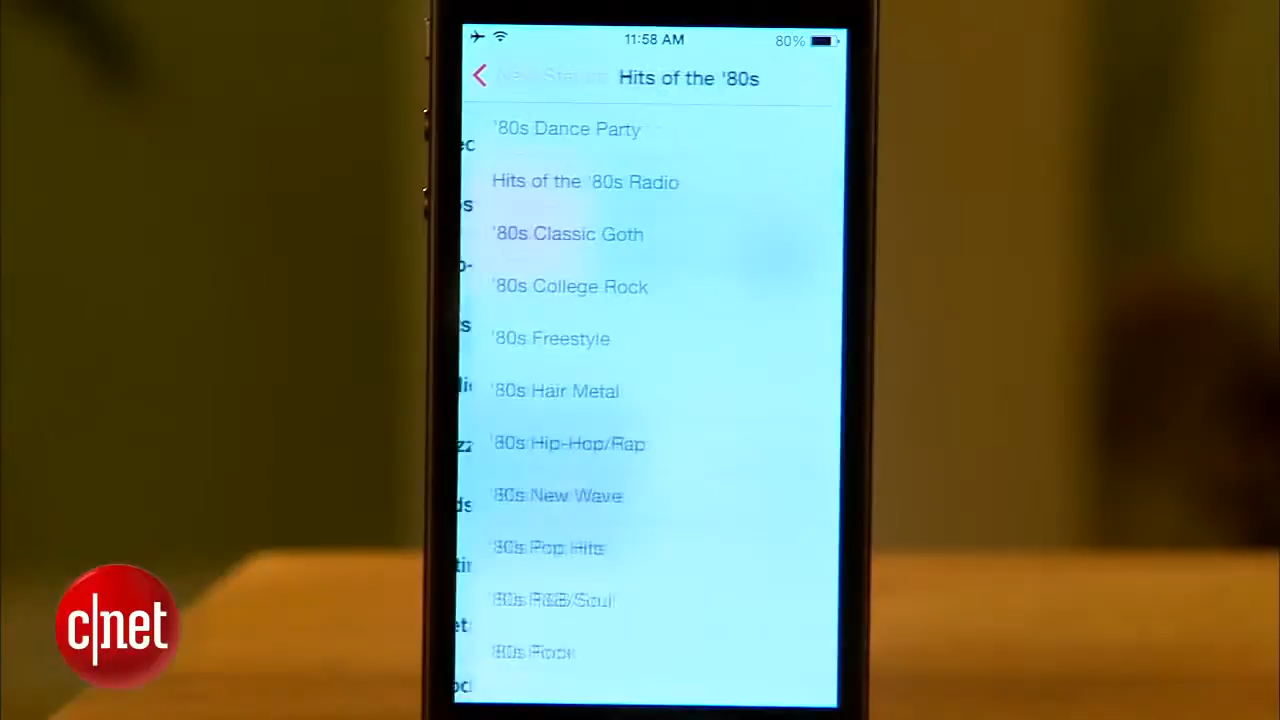 11:58 AM
80%
Hits of the '80s
'80s Dance Party
Hits of the '80s Radio
'80s Classic Goth
'80s College Rock
'80s Freestyle
'80s Hair Metal
'80s Hip-Hop/Rap
'80s New Wave
'80s Pop Hits
'80s R&B/Soul
'80s
c|net